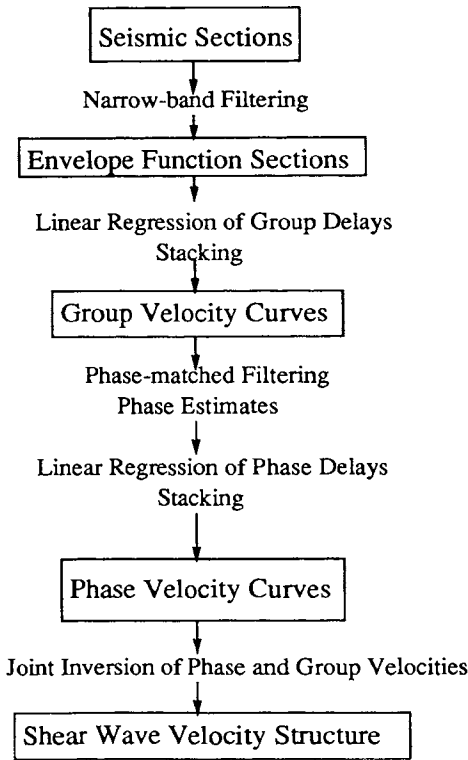 Seismic Sections
Narrow-band Filtering
Envelope Function Sections
Linear Regression of Group Delays
Stacking
Group Velocity Curves
Phase-matched Filtering
Phase Estimates
Linear Regression of Phase Delays
Stacking
Phase Velocity Curves
Joint Inversion of Phase and Group Velocities
Shear Wave Velocity Structure